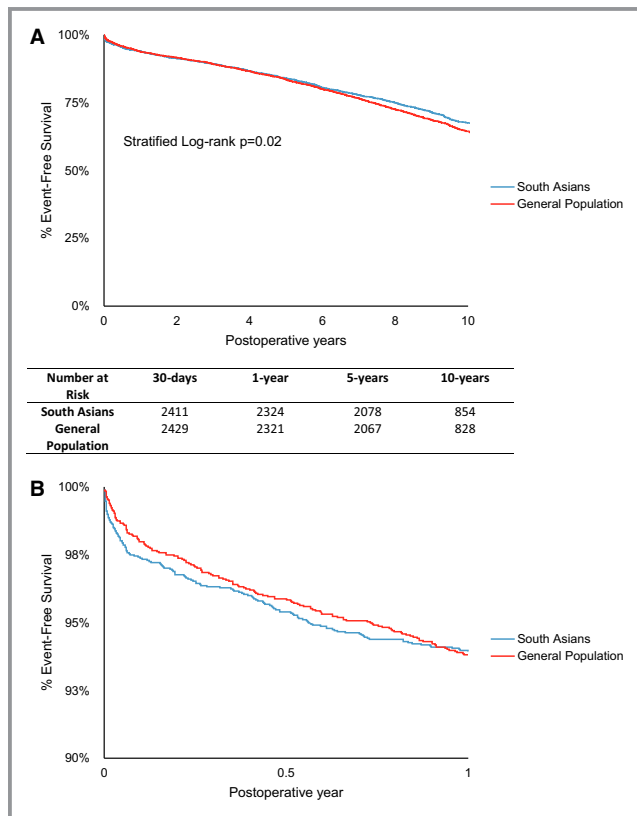 A
100%
75%
50%
25%
0%
% Event-Free Survival
Stratified Log-rank p=0.02
South Asians
General Population
0 2 4 6 8 10
Postoperative years
Number at Risk 30-days 1-year 5-years 10-years
South Asians 2411 2324 2078 854
General Population 2429 2321 2067 828
B
100%
98%
95%
93%
90%
% Event-Free Survival
South Asians
General Population
0 0.5 1
Postoperative year